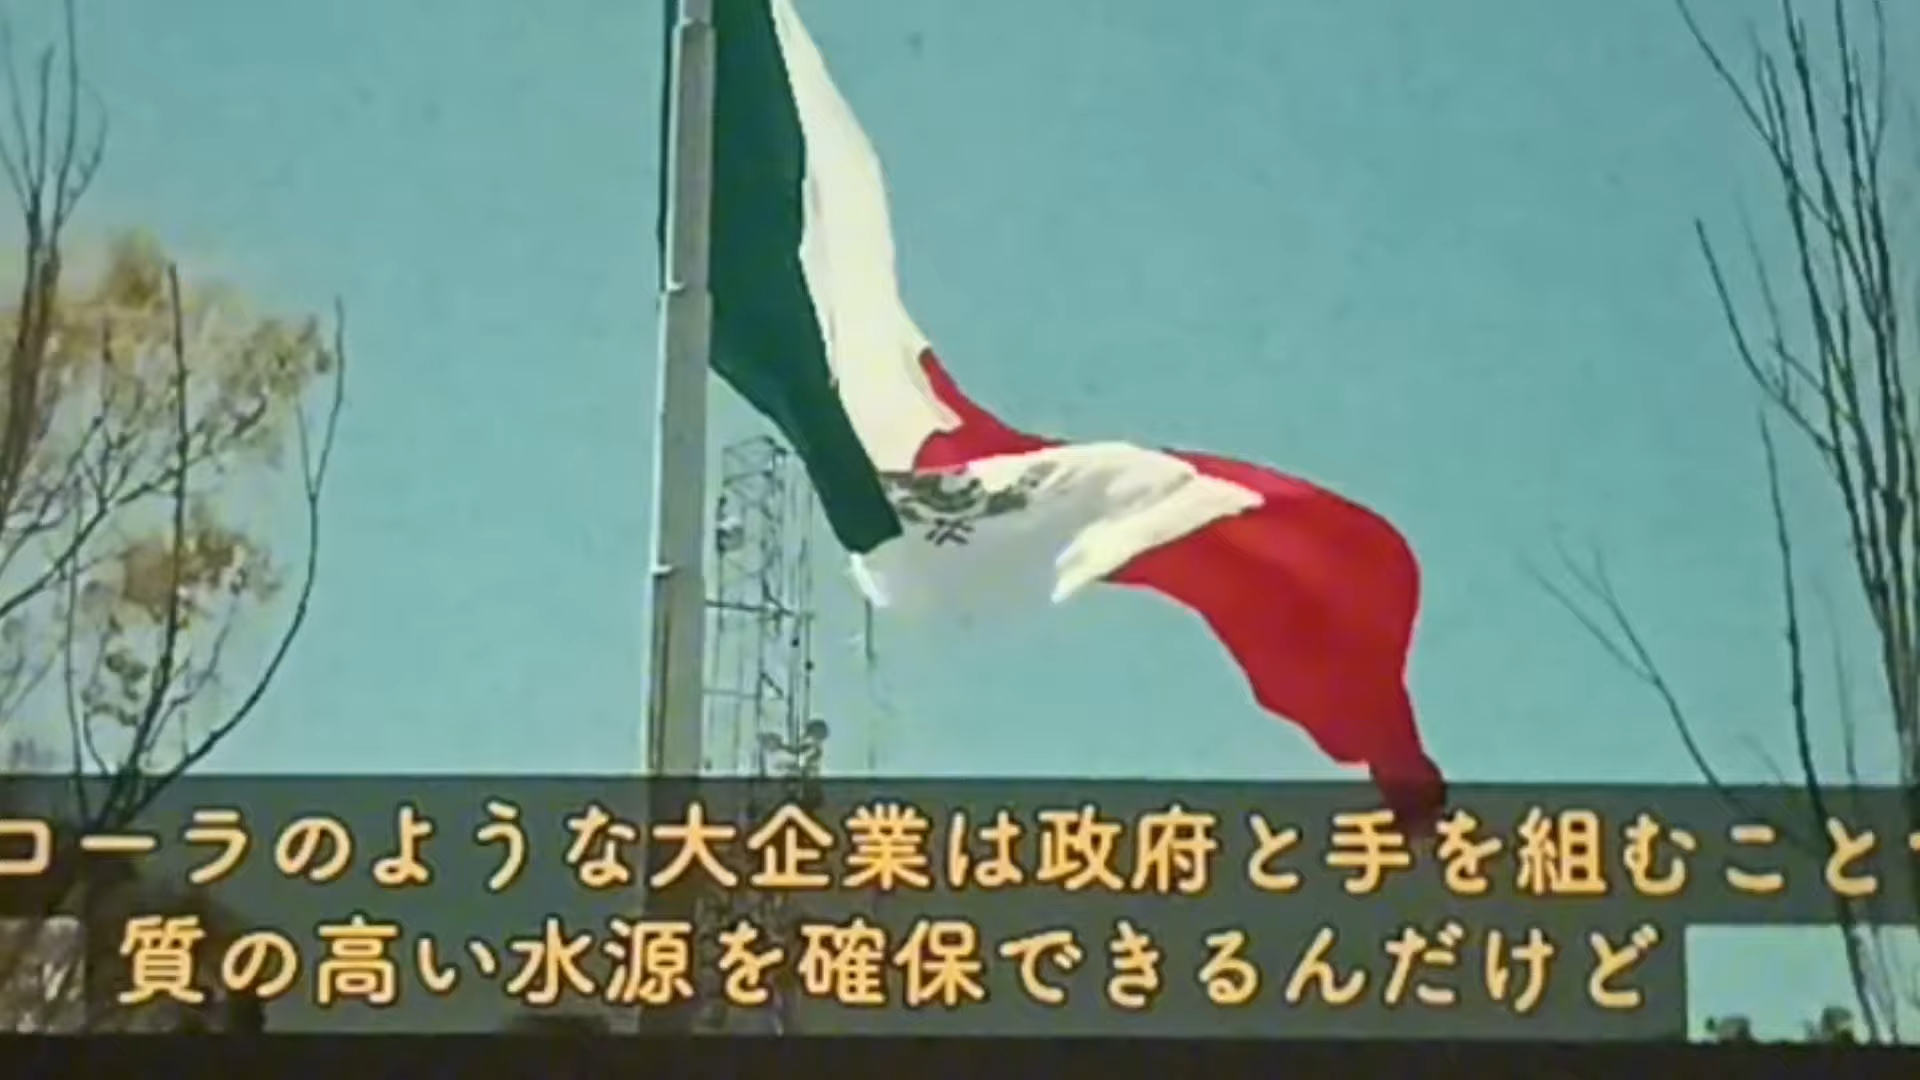 コーラのような大企業は政府と手を組むこと
質の高い水源を確保できるんだけど